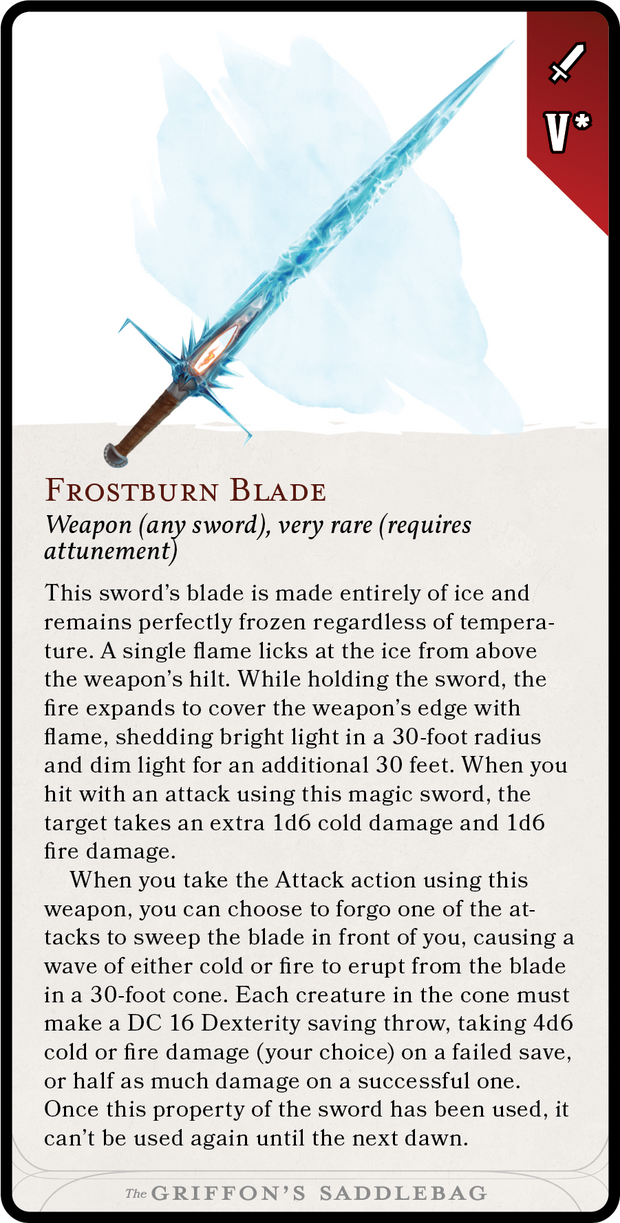 V*
Frostburn Blade
Weapon (any sword), very rare (requires
attunement)
This sword's blade is made entirely of ice and
remains perfectly frozen regardless of tempera-
ture. A single flame licks at the ice from above
the weapon's hilt. While holding the sword, the
fire expands to cover the weapon's edge with
flame, shedding bright light in a 30-foot radius
and dim light for an additional 30 feet. When you
hit with an attack using this magic sword, the
target takes an extra 1d6 cold damage and 1d6
fire damage.
When you take the Attack action using this
weapon, you can choose to forgo one of the at-
tacks to sweep the blade in front of you, causing a
wave of either cold or fire to erupt from the blade
in a 30-foot cone. Each creature in the cone must
make a DC 16 Dexterity saving throw, taking 4d6
cold or fire damage (your choice) on a failed save,
or half as much damage on a successful one.
Once this property of the sword has been used, it
can't be used again until the next dawn.
The GRIFFON'S SADDLEBAG